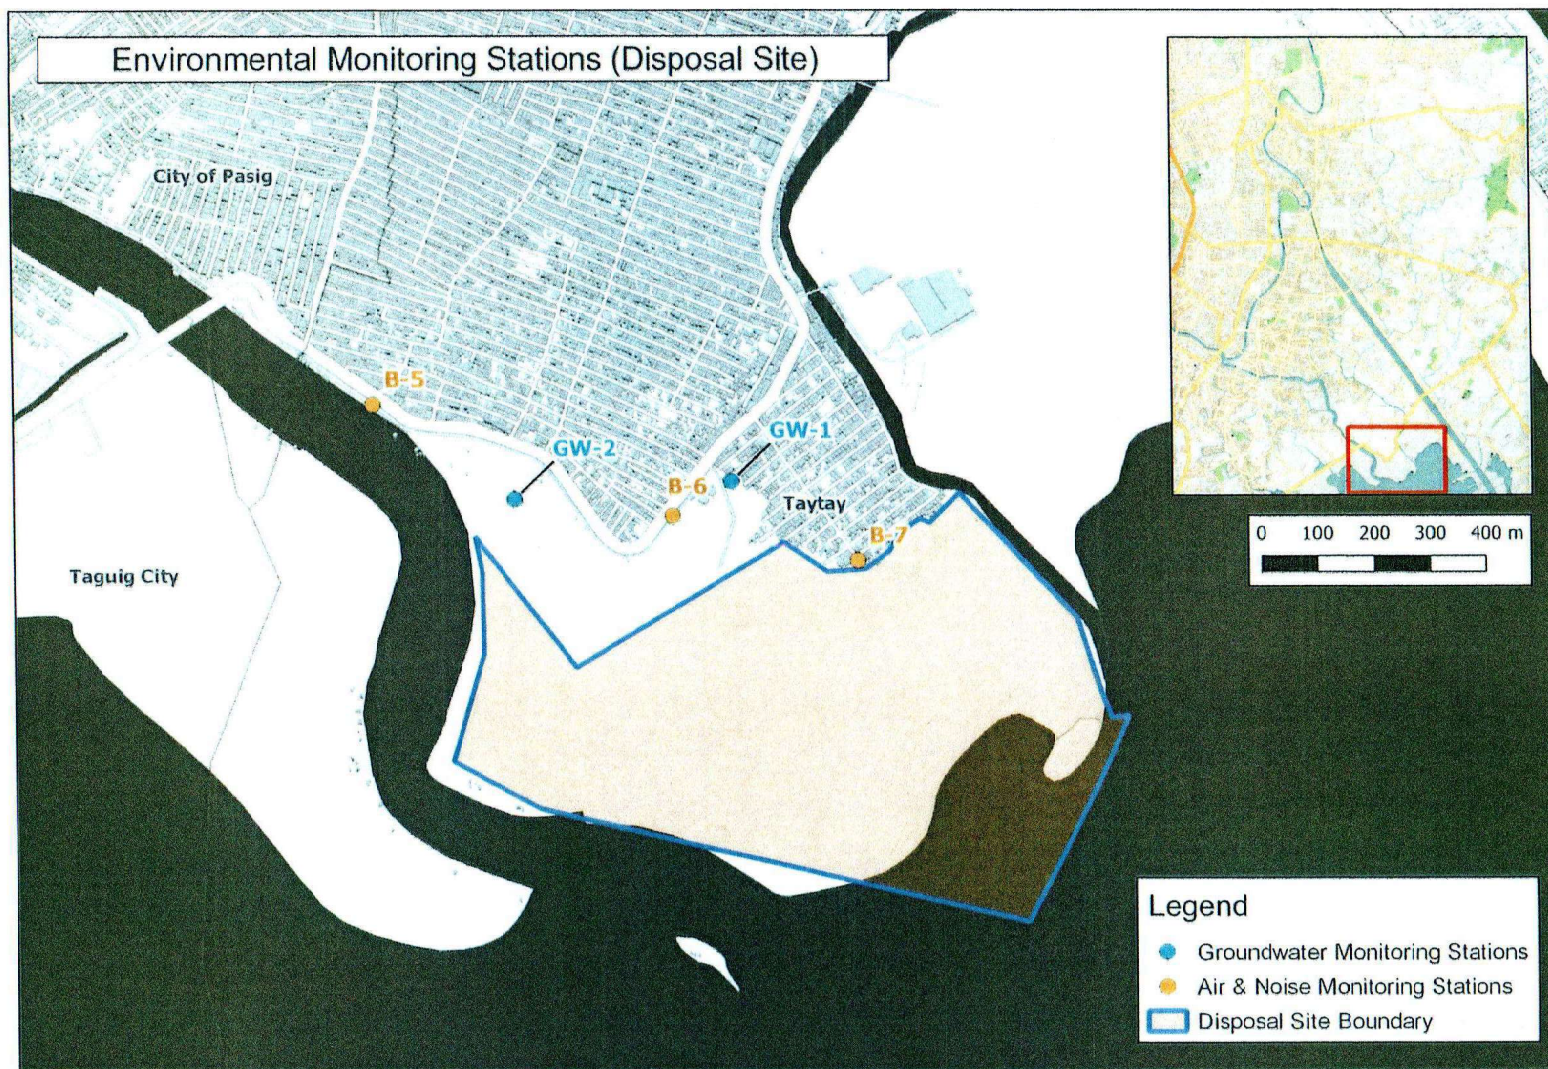 Environmental Monitoring Stations (Disposal Site)
City of Pasig
B-5
GW-2
GW-1
B-6
Taytay
B-7
Taguig City
0 100 200 300 400 m
Legend
Groundwater Monitoring Stations
Air & Noise Monitoring Stations
Disposal Site Boundary